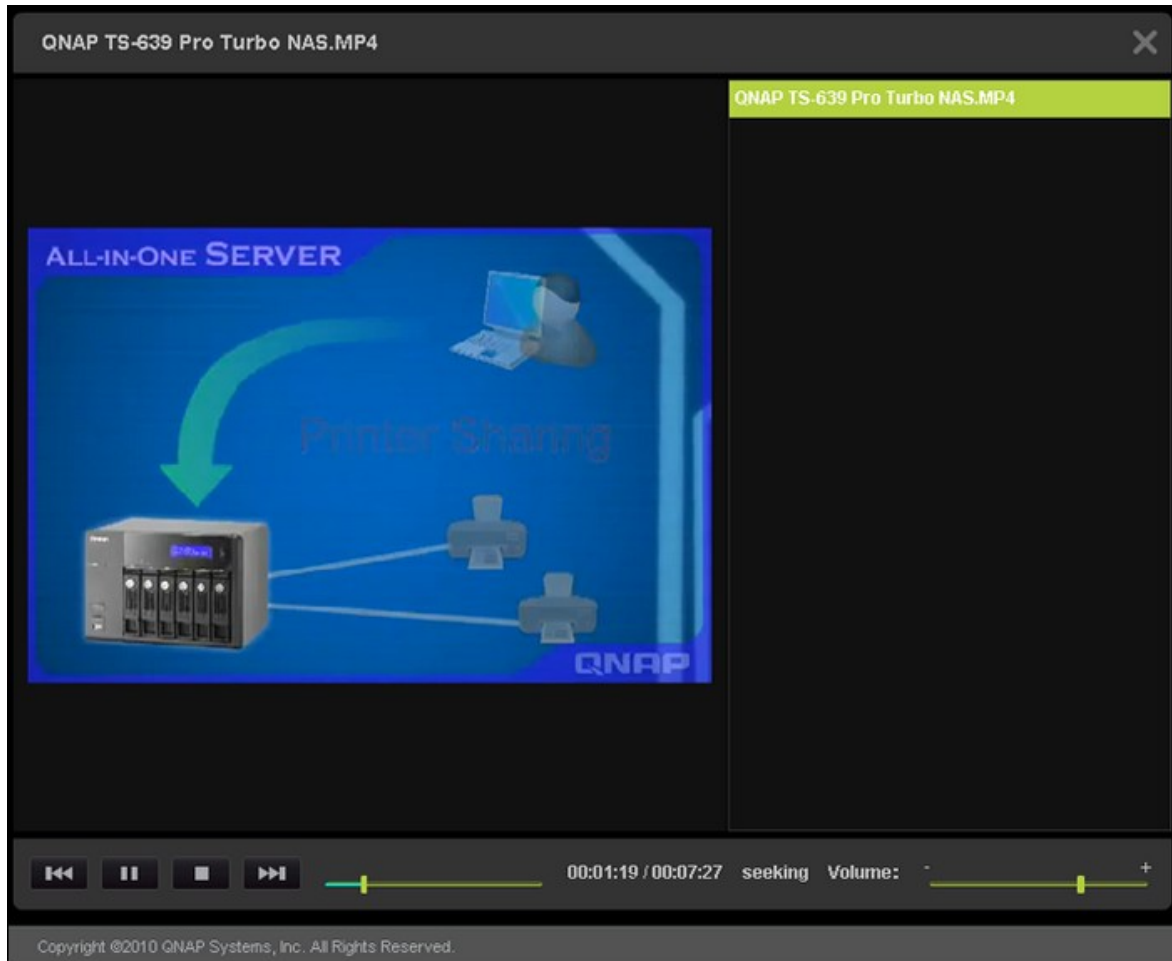 QNAP TS-639 Pro Turbo NAS.MP4
QNAP TS-639 Pro Turbo NAS.MP4
ALL-IN-ONE SERVER
Printer Sharing
QNAP
00:01:19 / 00:07:27 seeking Volume: - +
Copyright ©2010 QNAP Systems, Inc. All Rights Reserved.